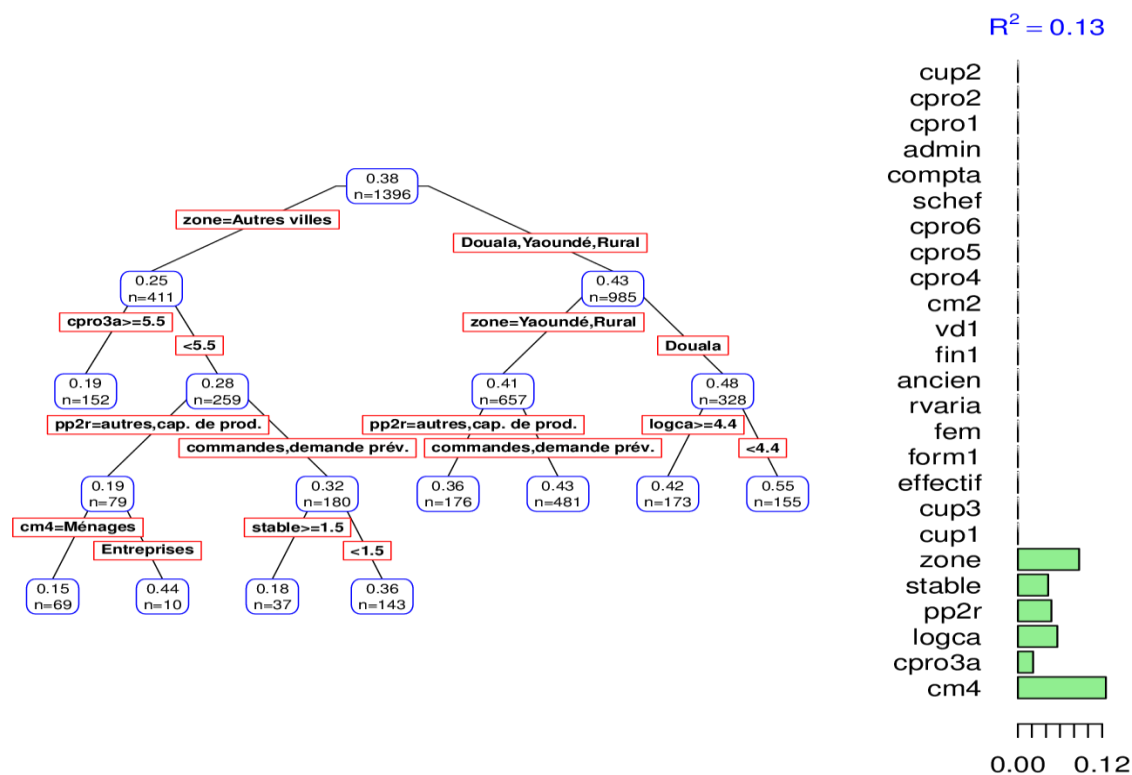 R² = 0.13
0.38
n=1396
zone=Autres villes
Douala,Yaoundé,Rural
0.25
n=411
0.43
n=985
cpro3a>=5.5
<5.5
zone=Yaoundé,Rural
Douala
0.19
n=152
0.28
n=259
0.41
n=657
0.48
n=328
pp2r=autres,cap. de prod.
commandes,demande prév.
pp2r=autres,cap. de prod.
commandes,demande prév.
logca>=4.4
<4.4
0.19
n=79
0.32
n=180
0.36
n=176
0.43
n=481
0.42
n=173
0.55
n=155
cm4=Ménages
Entreprises
stable>=1.5
<1.5
0.15
n=69
0.44
n=10
0.18
n=37
0.36
n=143
cup2
cpro2
cpro1
admin
compta
schef
cpro6
cpro5
cpro4
cm2
vd1
fin1
ancien
rvaria
fem
form1
effectif
cup3
cup1
zone
stable
pp2r
logca
cpro3a
cm4
0.00 0.12